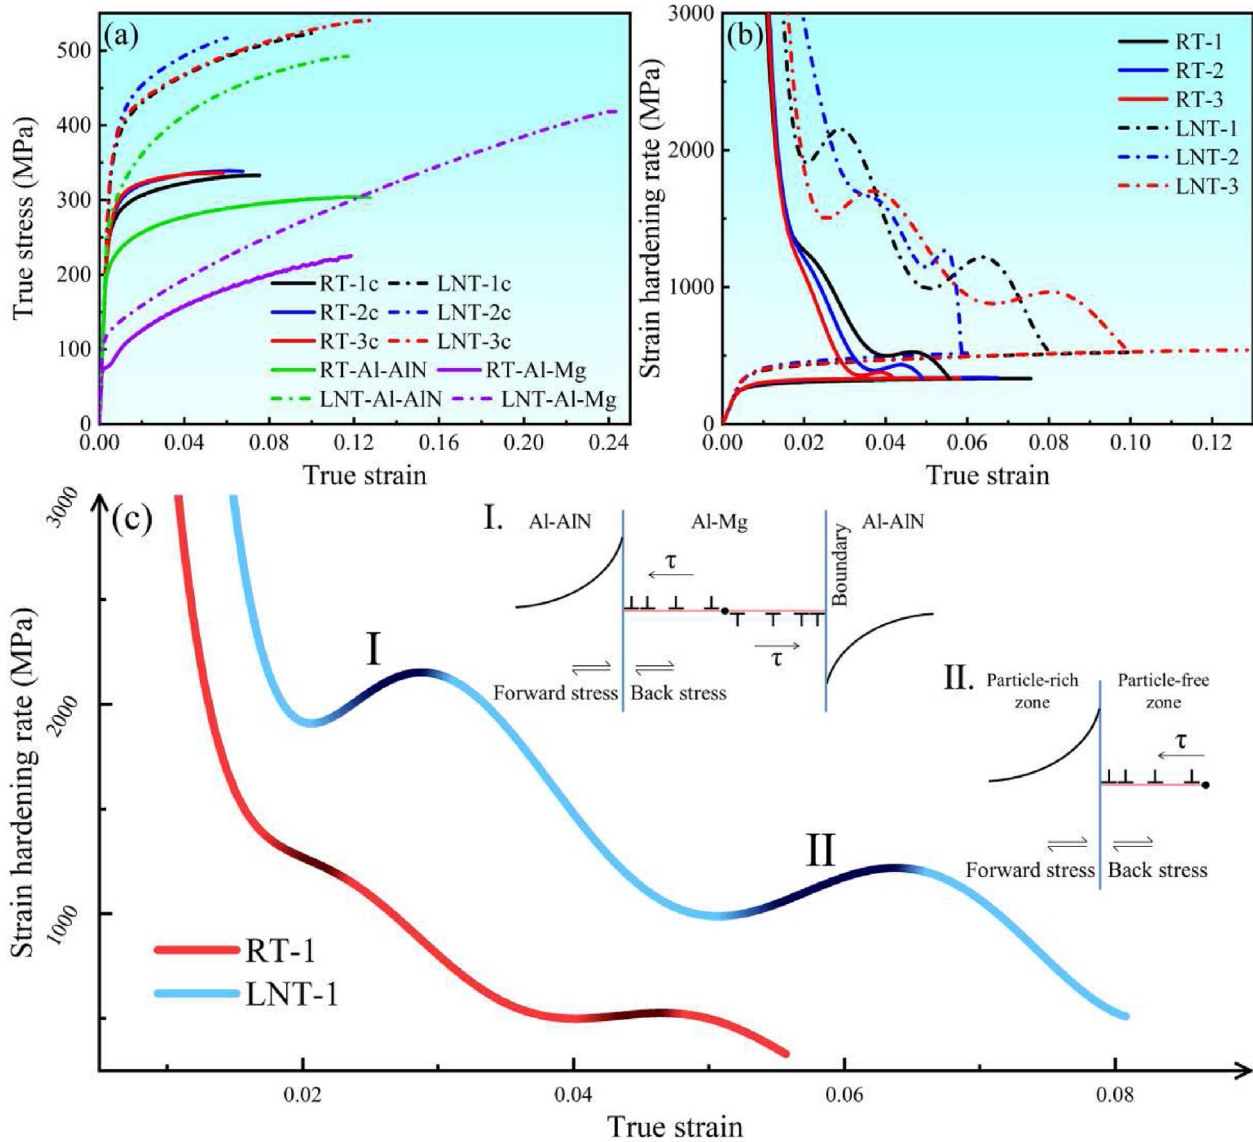 (a)
True stress (MPa)
500
400
300
200
100
0
0.00 0.04 0.08 0.12 0.16 0.20 0.24
True strain
RT-1c LNT-1c
RT-2c LNT-2c
RT-3c LNT-3c
RT-Al-AlN RT-Al-Mg
LNT-Al-AlN LNT-Al-Mg
(b)
Strain hardening rate (MPa)
3000
2000
1000
0
0.00 0.02 0.04 0.06 0.08 0.10 0.12
True strain
RT-1
RT-2
RT-3
LNT-1
LNT-2
LNT-3
(c)
Strain hardening rate (MPa)
3000
2000
1000
0.02 0.04 0.06 0.08
True strain
RT-1
LNT-1
I
II
I.
Al-AlN Al-Mg Al-AlN
τ
τ
Boundary
Forward stress Back stress
II.
Particle-rich zone
Particle-free zone
τ
Forward stress Back stress